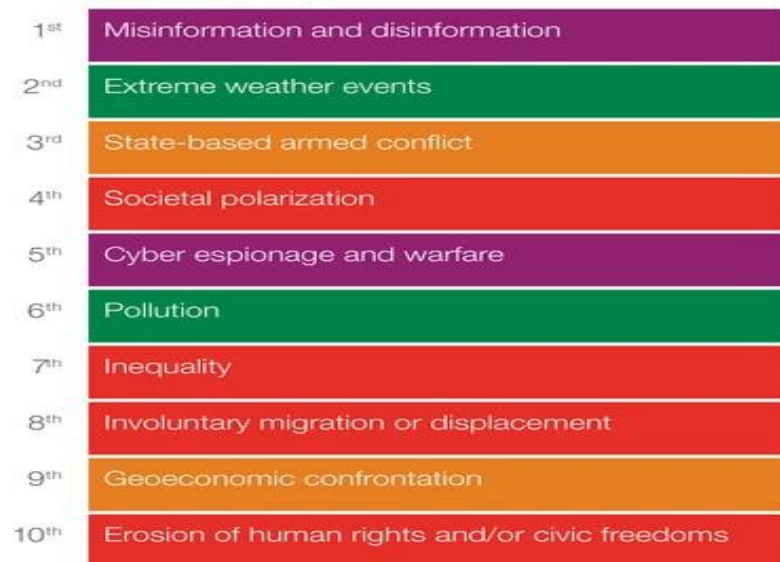 1st Misinformation and disinformation
2nd Extreme weather events
3rd State-based armed conflict
4th Societal polarization
5th Cyber espionage and warfare
6th Pollution
7th Inequality
8th Involuntary migration or displacement
9th Geoeconomic confrontation
10th Erosion of human rights and/or civic freedoms